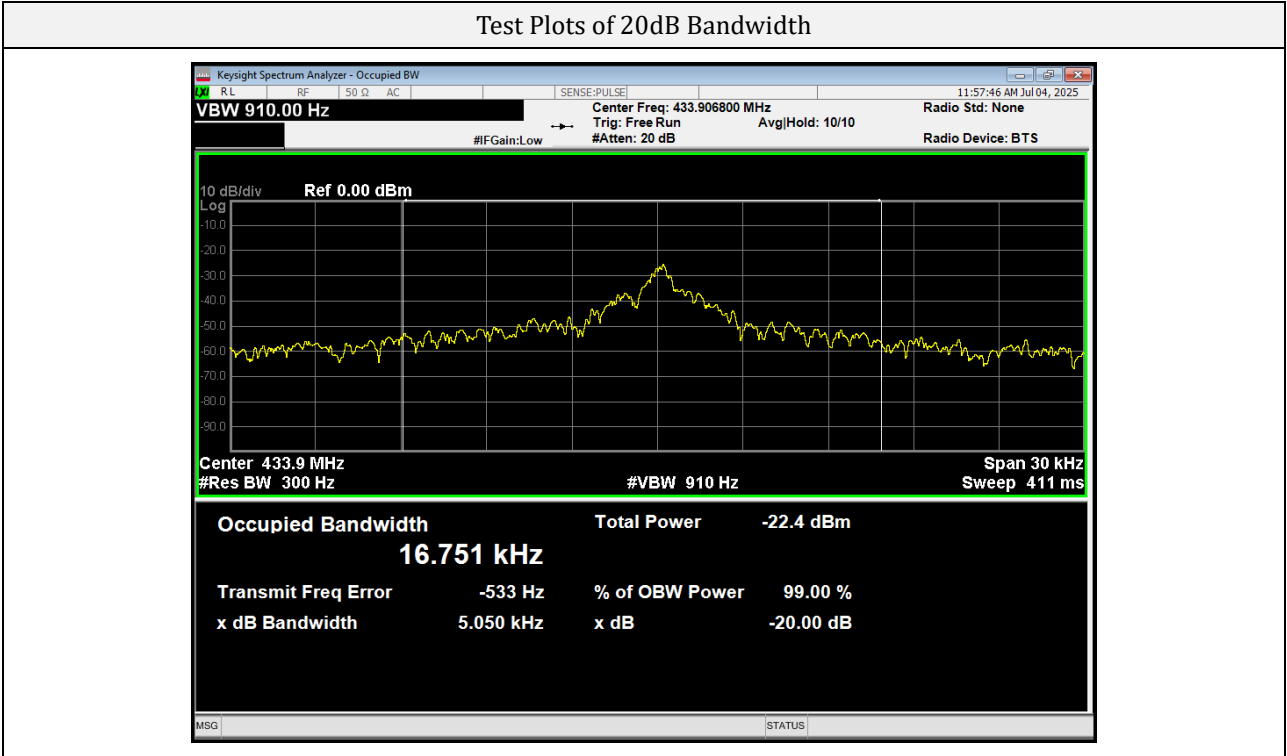 Test Plots of 20dB Bandwidth
Keysight Spectrum Analyzer - Occupied BW
LXI RL RF 50 Ω AC SENSE:PULSE 11:57:46 AM Jul 04, 2025
VBW 910.00 Hz Center Freq: 433.906800 MHz Radio Std: None
Trig: Free Run Avg|Hold: 10/10
#IFGain:Low #Atten: 20 dB Radio Device: BTS
10 dB/div Ref 0.00 dBm
Log
-10.0
-20.0
-30.0
-40.0
-50.0
-60.0
-70.0
-80.0
-90.0
Center 433.9 MHz Span 30 kHz
#Res BW 300 Hz #VBW 910 Hz Sweep 411 ms
Occupied Bandwidth Total Power -22.4 dBm
16.751 kHz
Transmit Freq Error -533 Hz % of OBW Power 99.00 %
x dB Bandwidth 5.050 kHz x dB -20.00 dB
MSG STATUS